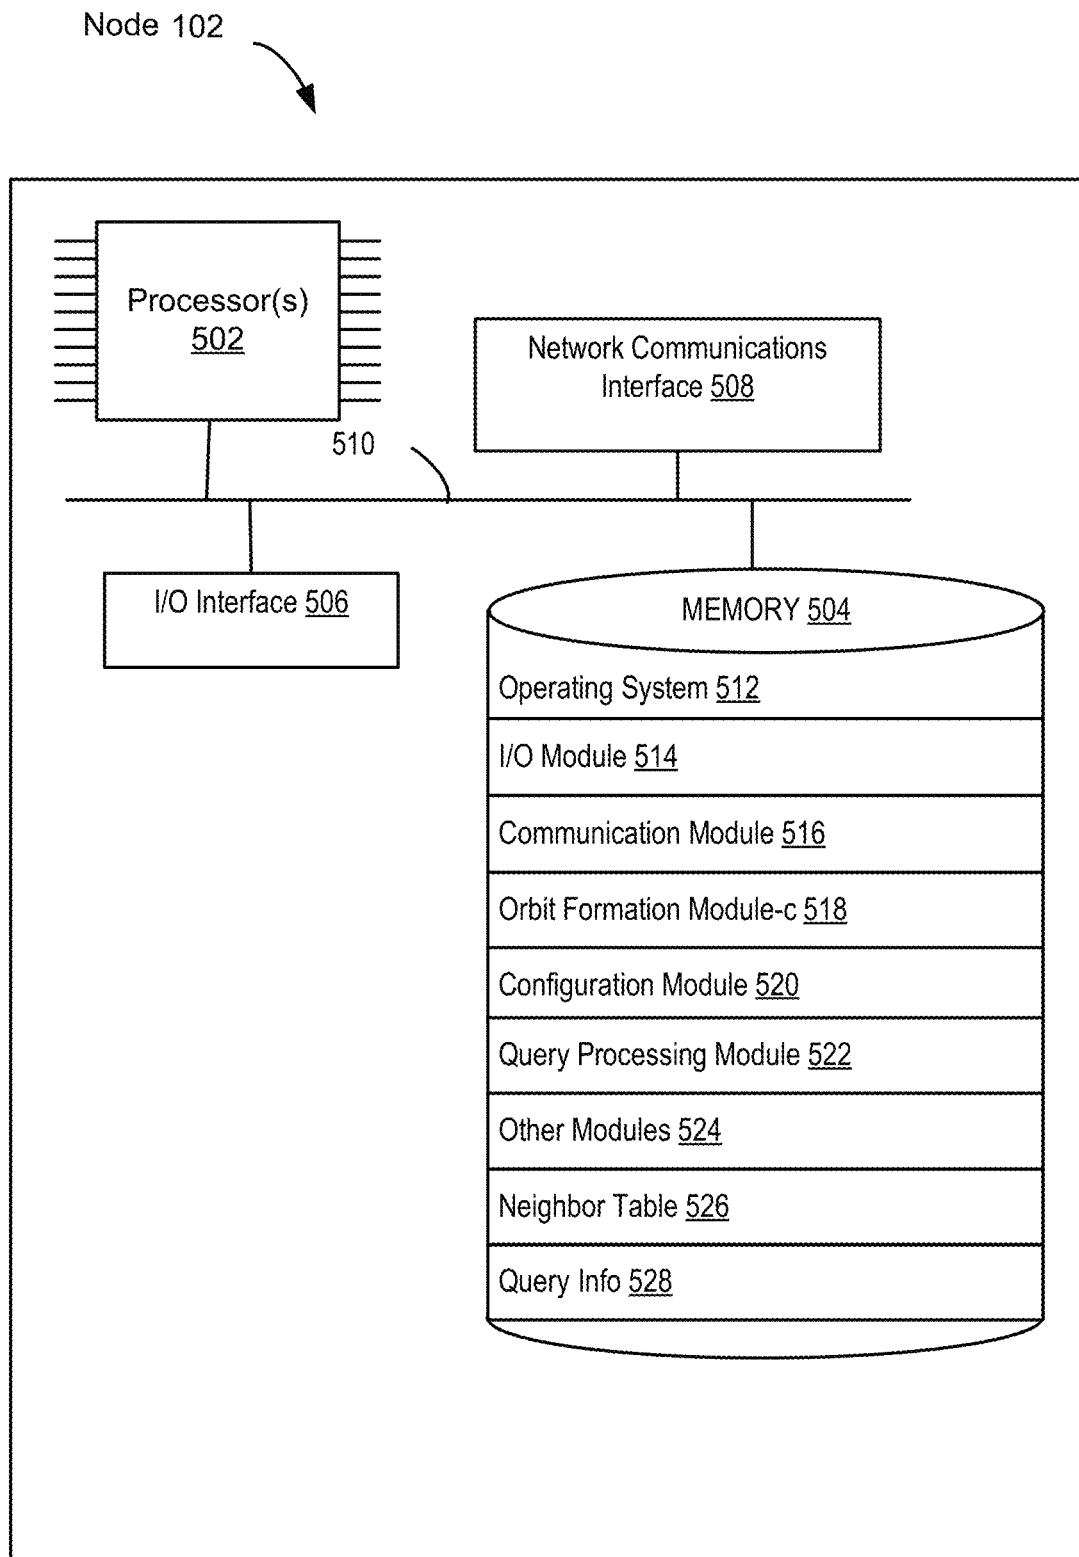 Node 102
Processor(s)
502
Network Communications
Interface 508
510
I/O Interface 506
MEMORY 504
Operating System 512
I/O Module 514
Communication Module 516
Orbit Formation Module-c 518
Configuration Module 520
Query Processing Module 522
Other Modules 524
Neighbor Table 526
Query Info 528